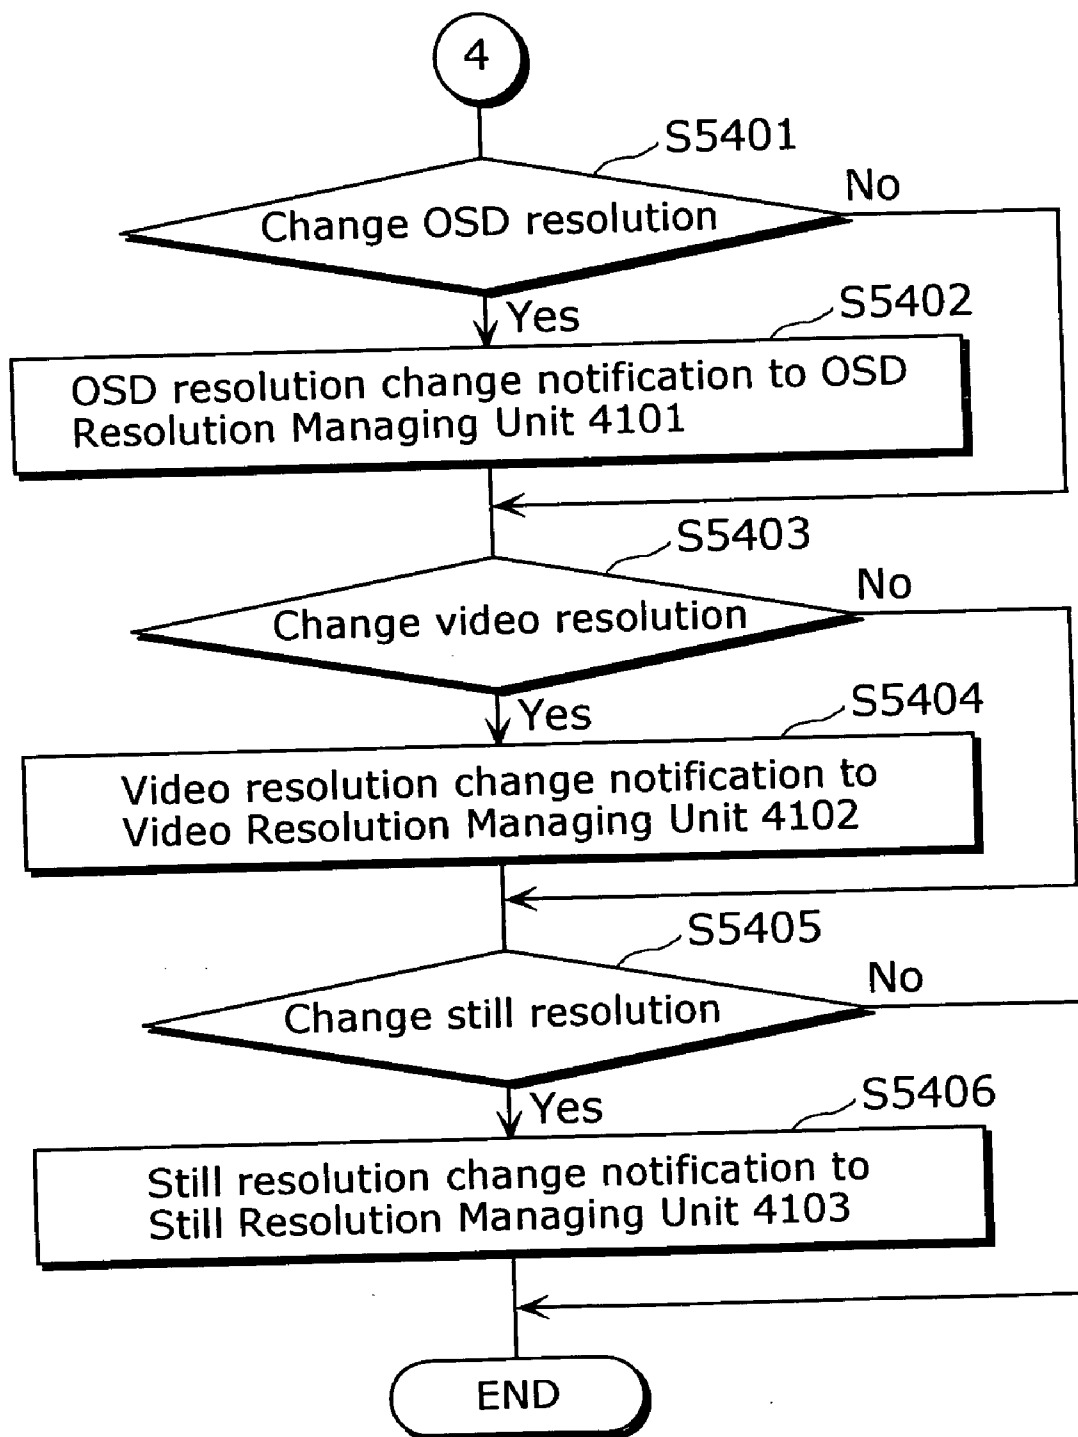 4
S5401
No
Change OSD resolution
Yes
S5402
OSD resolution change notification to OSD
Resolution Managing Unit 4101
S5403
No
Change video resolution
Yes
S5404
Video resolution change notification to
Video Resolution Managing Unit 4102
S5405
No
Change still resolution
Yes
S5406
Still resolution change notification to
Still Resolution Managing Unit 4103
END